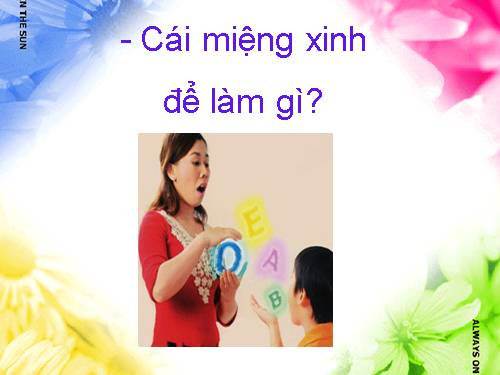 - Cái miệng xinh
để làm gì?
N THE SUN
O
E
A
B
ALWAYS ON